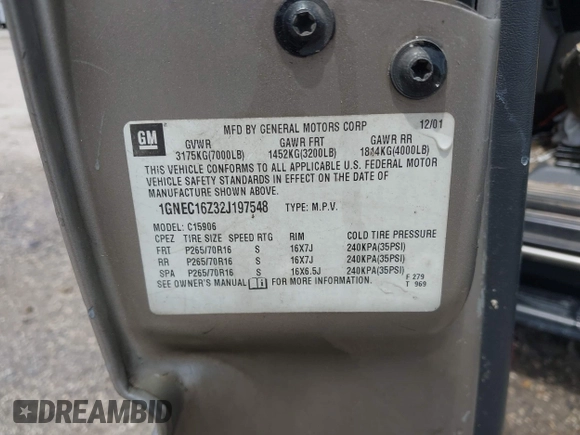 GM
MFD BY GENERAL MOTORS CORP 12/01
GVWR GAWR FRT GAWR RR
3175KG(7000LB) 1452KG(3200LB) 1814KG(4000LB)
THIS VEHICLE CONFORMS TO ALL APPLICABLE U.S. FEDERAL MOTOR
VEHICLE SAFETY STANDARDS IN EFFECT ON THE DATE OF
MANUFACTURE SHOWN ABOVE.
1GNEC16Z32J197548 TYPE: M.P.V.
MODEL: C15906
CPEZ TIRE SIZE SPEED RTG RIM COLD TIRE PRESSURE
FRT P265/70R16 S 16X7J 240KPA(35PSI)
RR P265/70R16 S 16X7J 240KPA(35PSI)
SPA P265/70R16 S 16X6.5J 240KPA(35PSI)
SEE OWNER'S MANUAL FOR MORE INFORMATION. F 279
T 969
DREAMBID